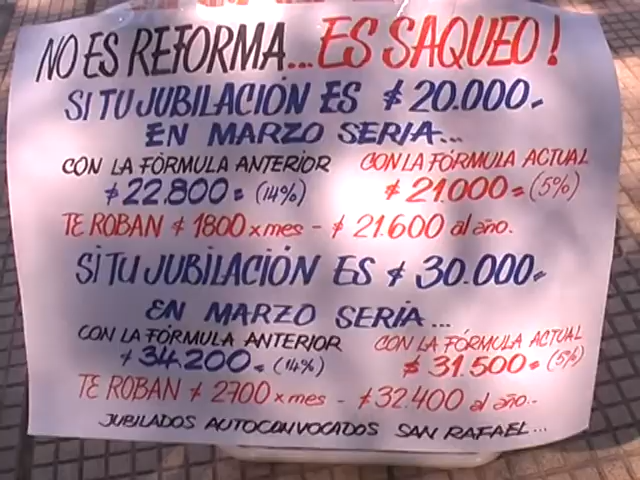 NO ES REFORMA... ES SAQUEO!
SI TU JUBILACIÓN ES $ 20.000.-
EN MARZO SERIA...
CON LA FÓRMULA ANTERIOR
CON LA FÓRMULA ACTUAL
$ 22.800.= (14%)
$ 21.000.= (5%)
TE ROBAN $ 1800 x mes - $ 21.600 al año.
SI TU JUBILACIÓN ES $ 30.000.-
EN MARZO SERIA...
CON LA FÓRMULA ANTERIOR
CON LA FÓRMULA ACTUAL
$ 34.200.= (14%)
$ 31.500.= (5%)
TE ROBAN $ 2700 x mes - $ 32.400 al año.-
JUBILADOS AUTOCONVOCADOS SAN RAFAEL...